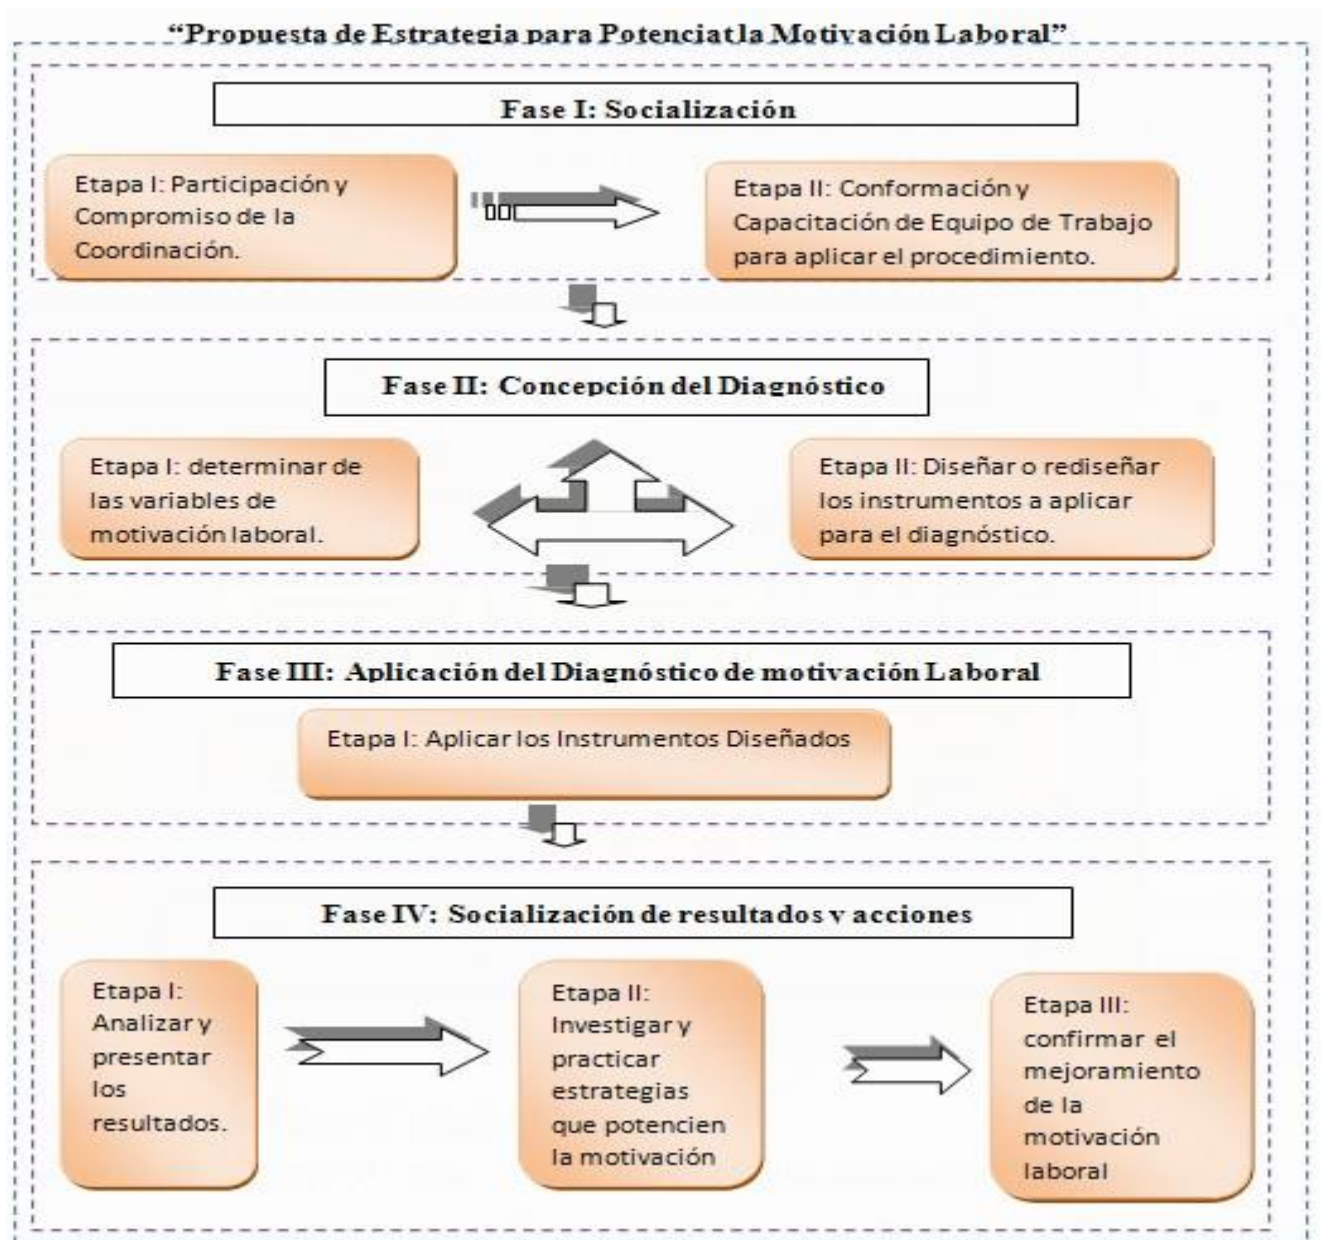 “Propuesta de Estrategia para Potenciat la Motivación Laboral”
Fase I: Socialización
Etapa I: Participación y
Compromiso de la
Coordinación.
Etapa II: Conformación y
Capacitación de Equipo de Trabajo
para aplicar el procedimiento.
Fase II: Concepción del Diagnóstico
Etapa I: determinar de
las variables de
motivación laboral.
Etapa II: Diseñar o rediseñar
los instrumentos a aplicar
para el diagnóstico.
Fase III: Aplicación del Diagnóstico de motivación Laboral
Etapa I: Aplicar los Instrumentos Diseñados
Fase IV: Socialización de resultados y acciones
Etapa I:
Analizar y
presentar
los
resultados.
Etapa II:
Investigar y
practicar
estrategias
que potencien
la motivación
Etapa III:
confirmar el
mejoramiento
de la
motivación
laboral